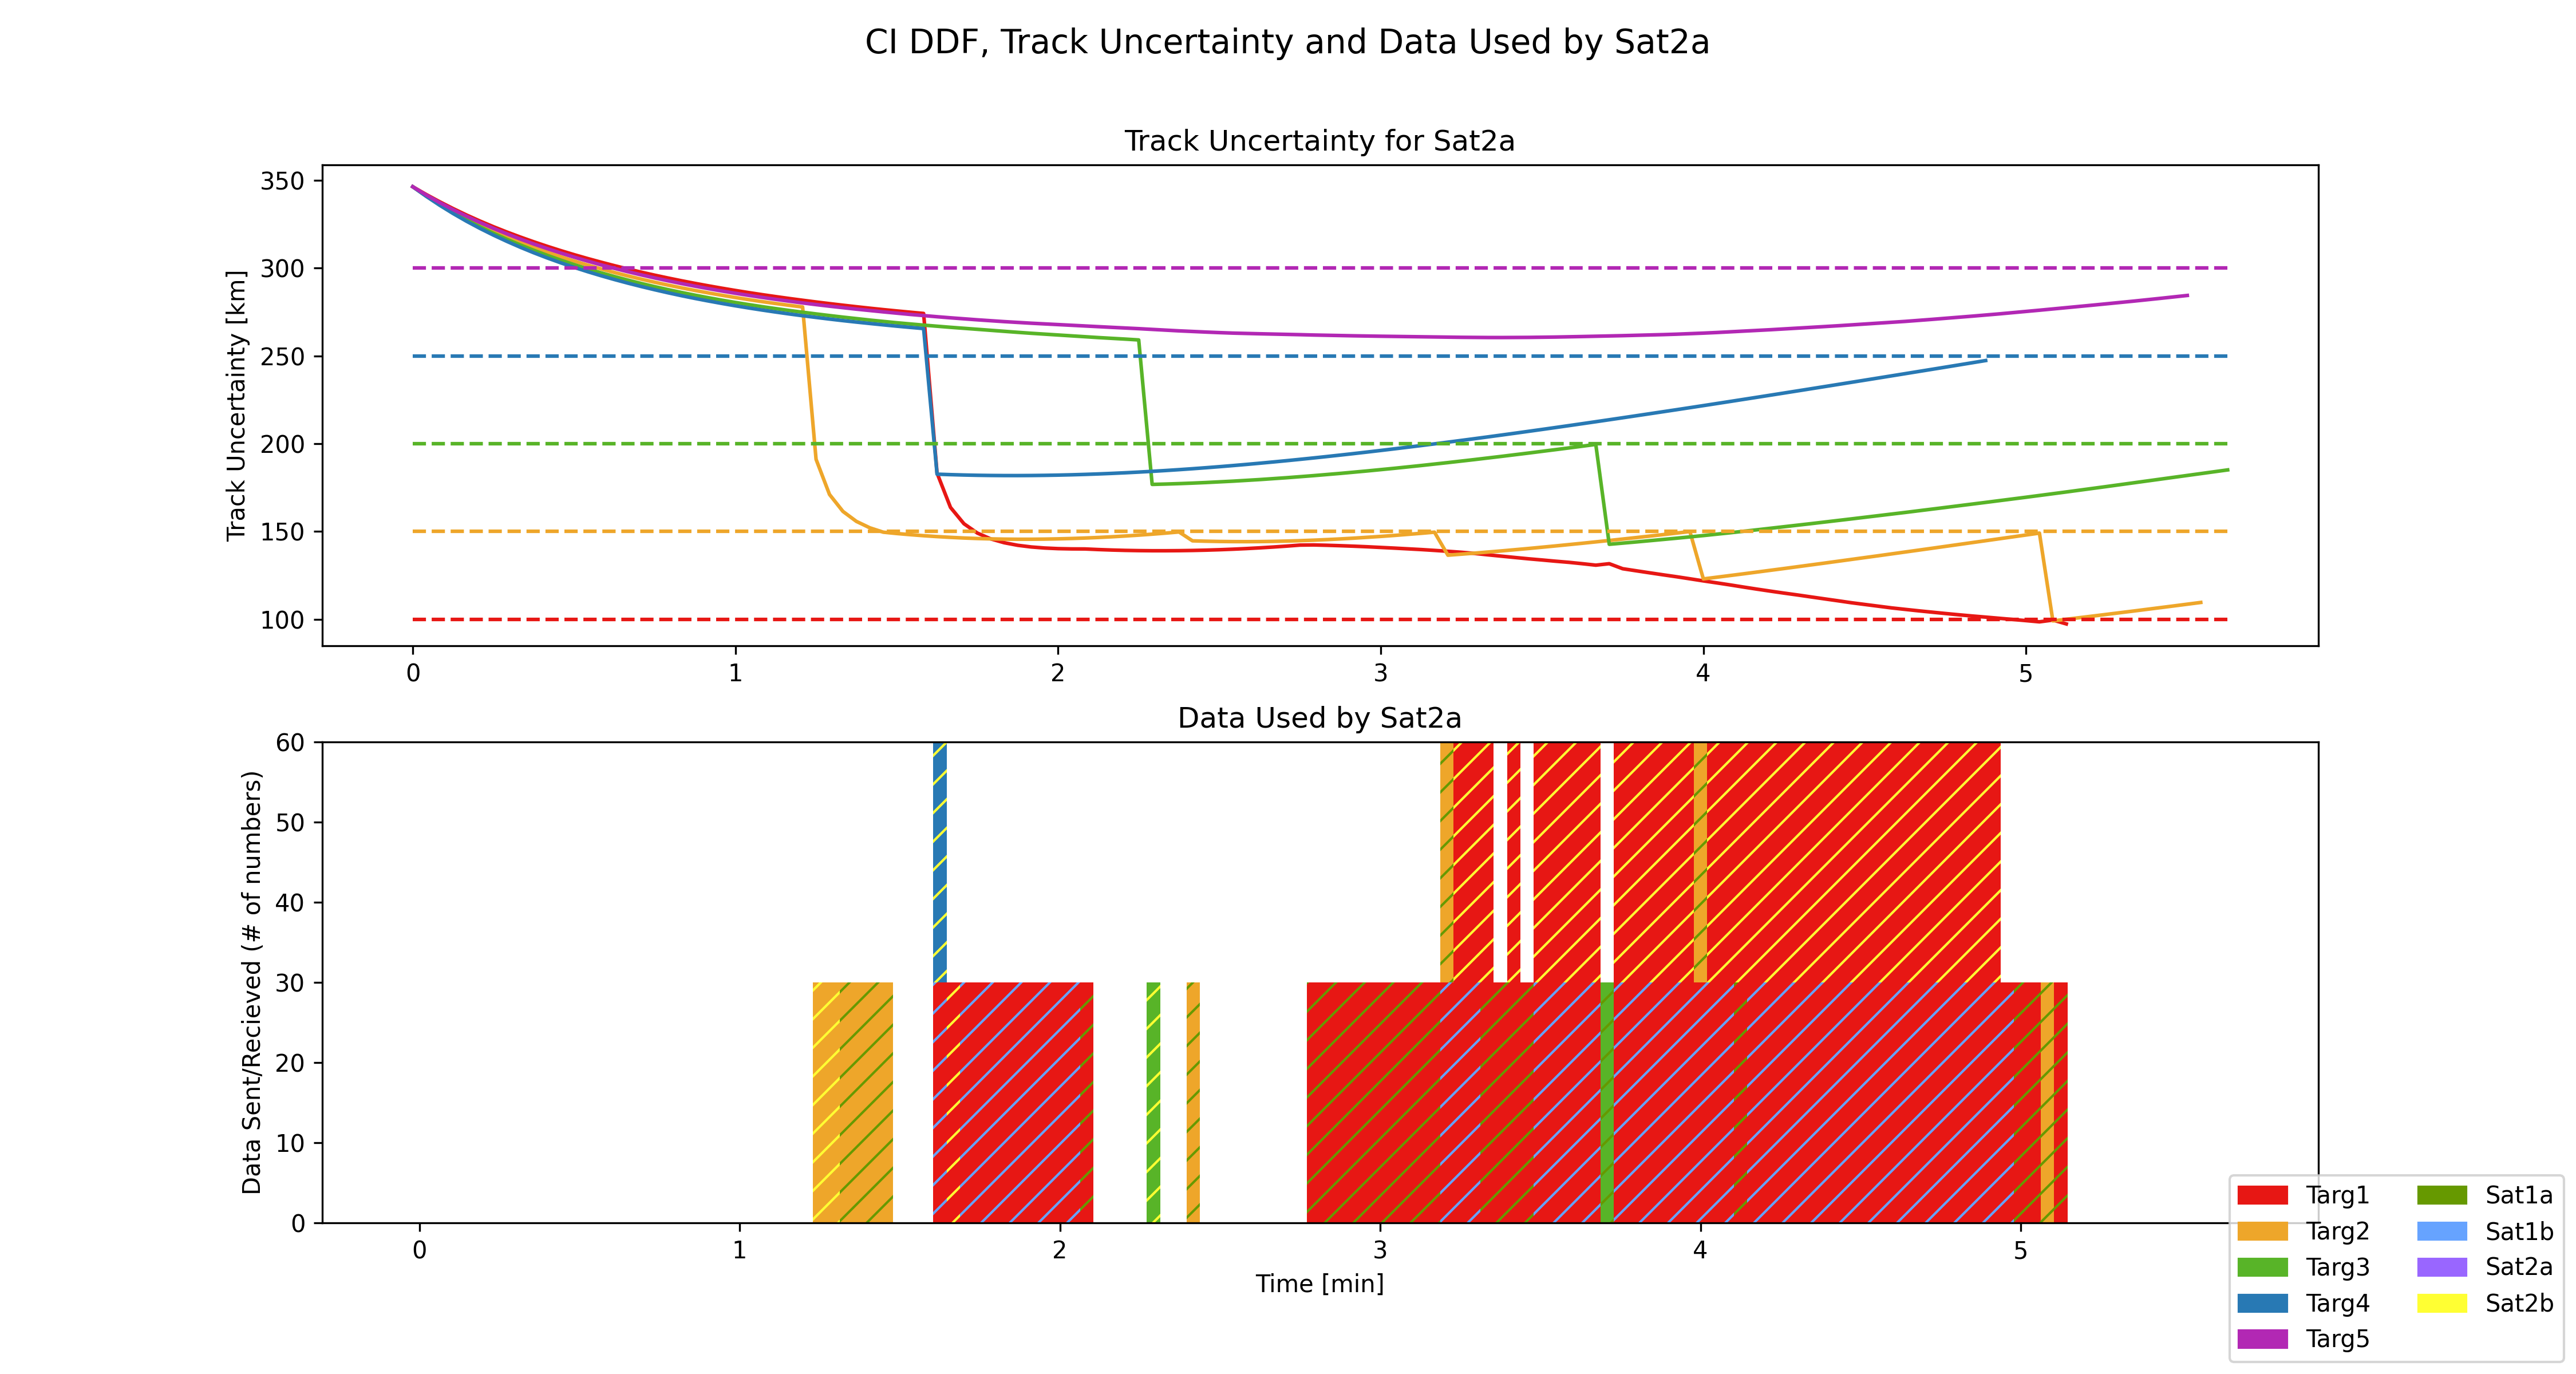 CI DDF, Track Uncertainty and Data Used by Sat2a
Track Uncertainty for Sat2a
Track Uncertainty [km]
350
300
250
200
150
100
0 1 2 3 4 5
Data Used by Sat2a
Data Sent/Recieved (# of numbers)
60
50
40
30
20
10
0
0 1 2 3 4 5
Time [min]
Targ1 Sat1a
Targ2 Sat1b
Targ3 Sat2a
Targ4 Sat2b
Targ5